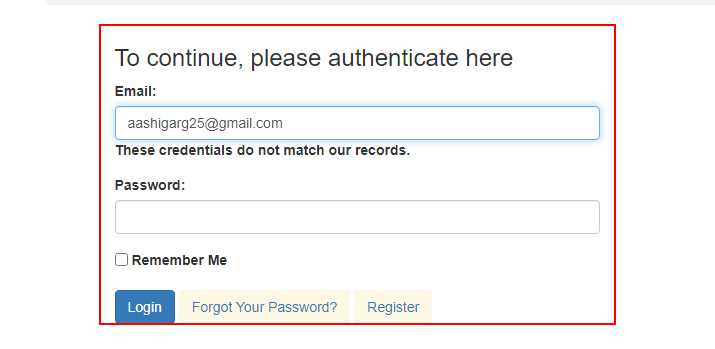 To continue, please authenticate here
Email:
aashigarg25@gmail.com
These credentials do not match our records.
Password:
Remember Me
Login Forgot Your Password? Register